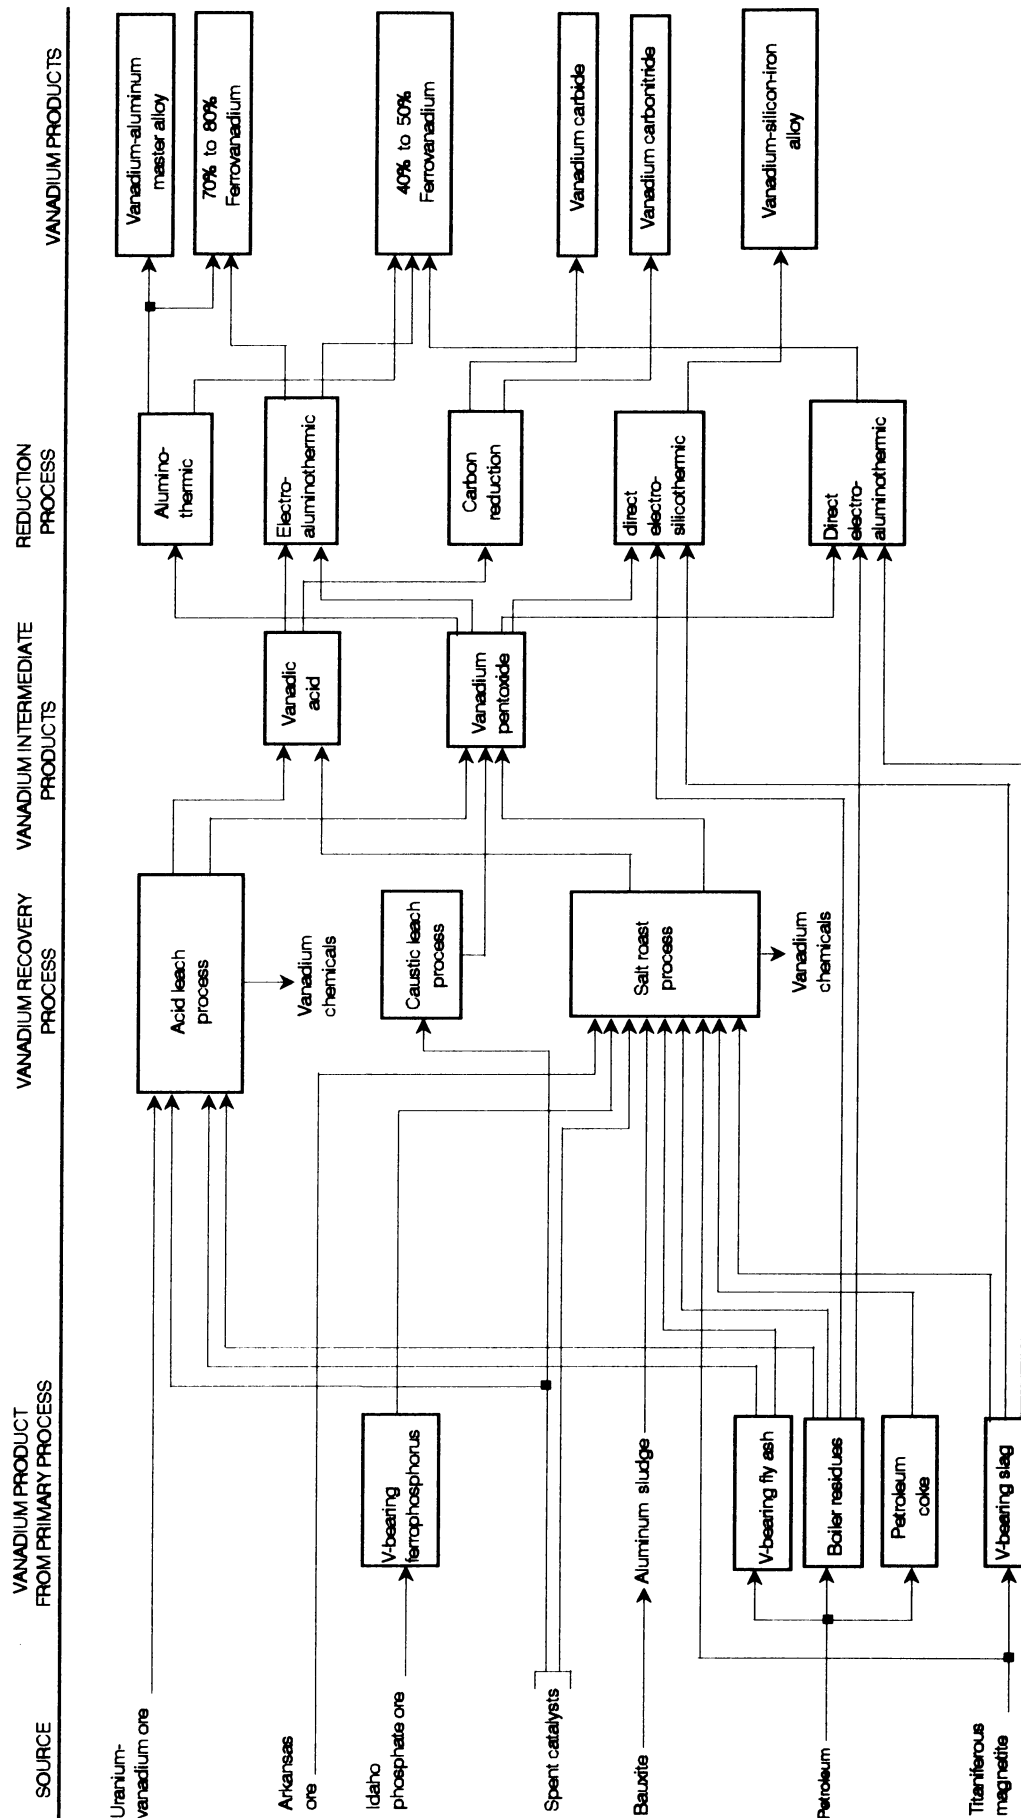 SOURCE
VANADIUM PRODUCT
FROM PRIMARY PROCESS
VANADIUM RECOVERY
PROCESS
VANADIUM INTERMEDIATE
PRODUCTS
REDUCTION
PROCESS
VANADIUM PRODUCTS
Uranium-
vanadium ore
Arkansas
ore
Idaho
phosphate ore
Spent catalysts
Bauxite
Petroleum
Titaniferous
magnetite
V-bearing
ferrophosphorus
Aluminum sludge
V-bearing fly ash
Boiler residues
Petroleum
coke
V-bearing slag
Acid leach
process
Vanadium
chemicals
Caustic leach
process
Salt roast
process
Vanadium
chemicals
Vanadic
acid
Vanadium
pentoxide
Alumino-
thermic
Electro-
aluminothermic
Carbon
reduction
direct
electro-
silicothermic
Direct
electro-
aluminothermic
Vanadium-aluminum
master alloy
70% to 80%
Ferrovanadium
40% to 50%
Ferrovanadium
Vanadium carbide
Vanadium carbonitride
Vanadium-silicon-iron
alloy